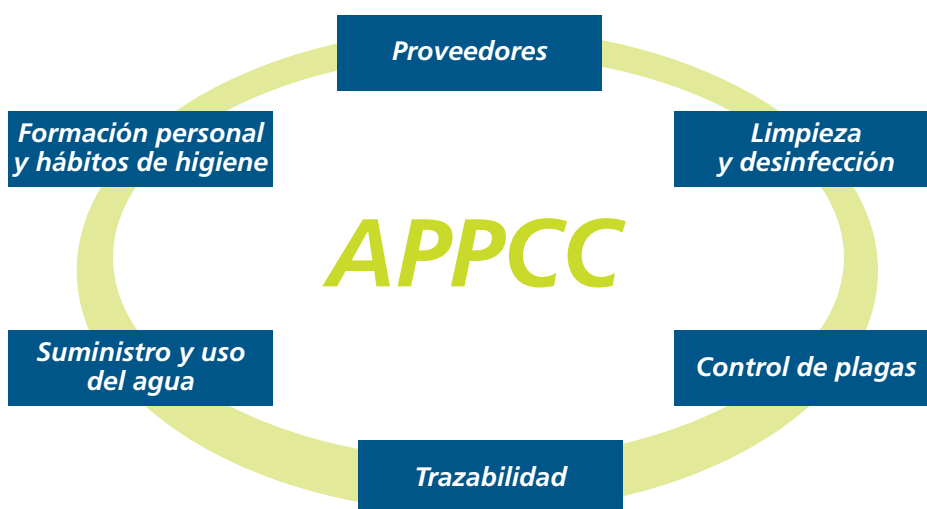 Proveedores
Formación personal
y hábitos de higiene
Limpieza
y desinfección
APPCC
Suministro y uso
del agua
Control de plagas
Trazabilidad